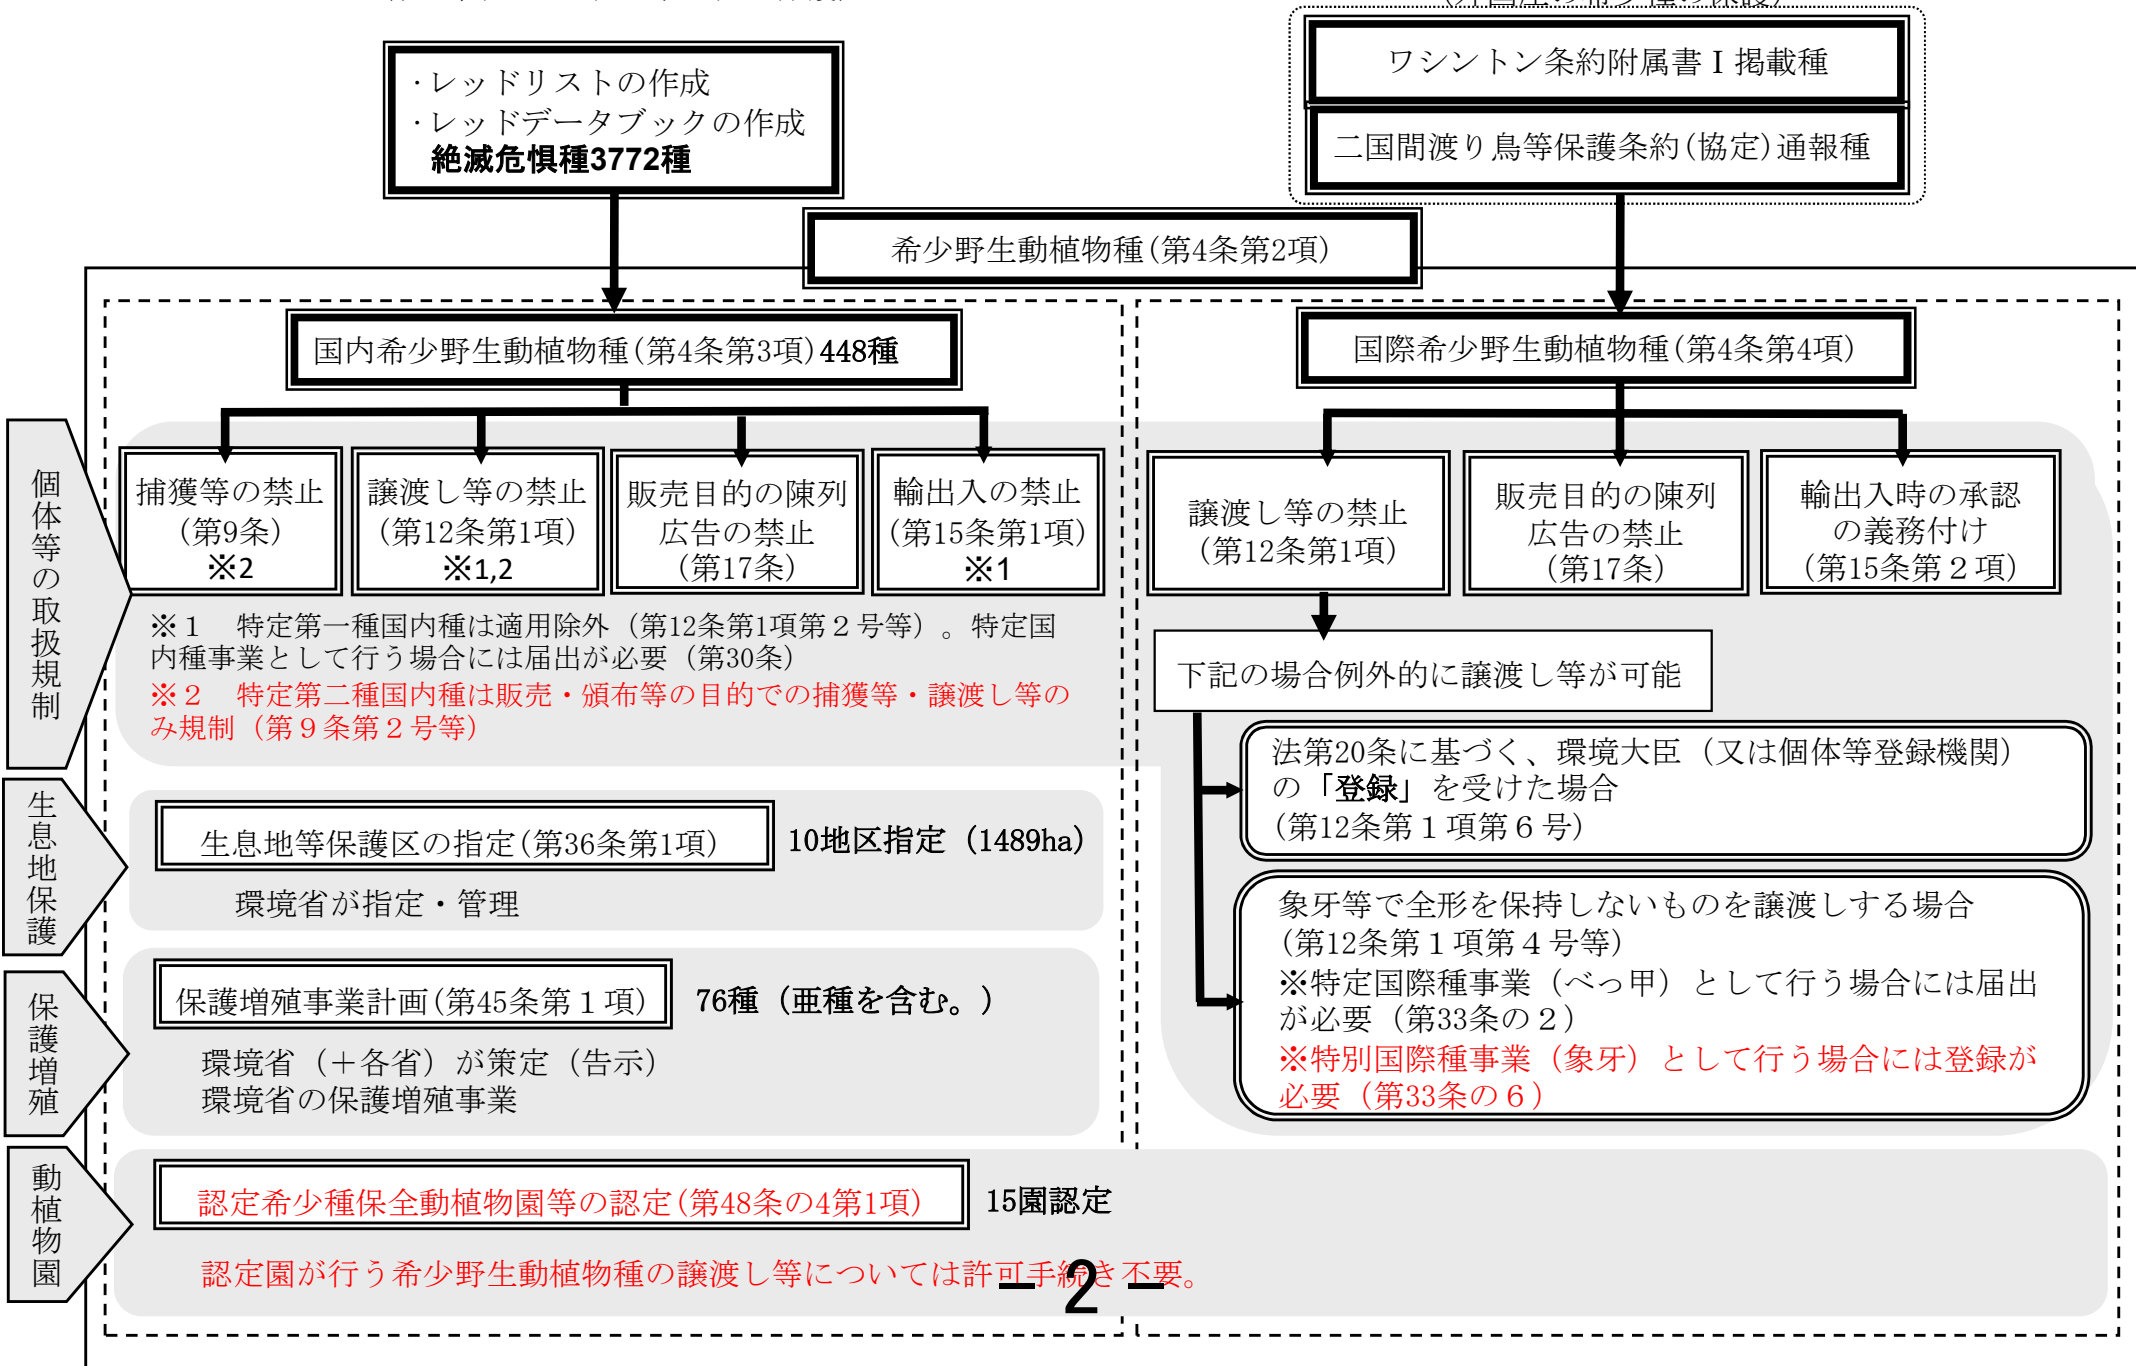 (外国産の希少種の保護)
・レッドリストの作成
・レッドデータブックの作成
絶滅危惧種3772種
ワシントン条約附属書Ⅰ掲載種
二国間渡り鳥等保護条約(協定)通報種
希少野生動植物種(第4条第2項)
国内希少野生動植物種(第4条第3項)448種
国際希少野生動植物種(第4条第4項)
個体等の取扱規制
捕獲等の禁止
(第9条)
※2
譲渡し等の禁止
(第12条第1項)
※1,2
販売目的の陳列
広告の禁止
(第17条)
輸出入の禁止
(第15条第1項)
※1
譲渡し等の禁止
(第12条第1項)
販売目的の陳列
広告の禁止
(第17条)
輸出入時の承認
の義務付け
(第15条第２項)
※１　特定第一種国内種は適用除外（第12条第1項第２号等）。特定国
内種事業として行う場合には届出が必要（第30条）
※２　特定第二種国内種は販売・頒布等の目的での捕獲等・譲渡し等の
み規制（第９条第２号等）
下記の場合例外的に譲渡し等が可能
法第20条に基づく、環境大臣（又は個体等登録機関）
の「登録」を受けた場合
(第12条第１項第６号)
象牙等で全形を保持しないものを譲渡しする場合
(第12条第１項第４号等)
※特定国際種事業（べっ甲）として行う場合には届出
が必要（第33条の２）
※特別国際種事業（象牙）として行う場合には登録が
必要（第33条の６）
生息地保護
生息地等保護区の指定(第36条第1項)
10地区指定（1489ha）
環境省が指定・管理
保護増殖
保護増殖事業計画(第45条第１項)
76種（亜種を含む。）
環境省（＋各省）が策定（告示）
環境省の保護増殖事業
動植物園
認定希少種保全動植物園等の認定(第48条の4第1項)
15園認定
認定園が行う希少野生動植物種の譲渡し等については許可手続き不要。
－2－